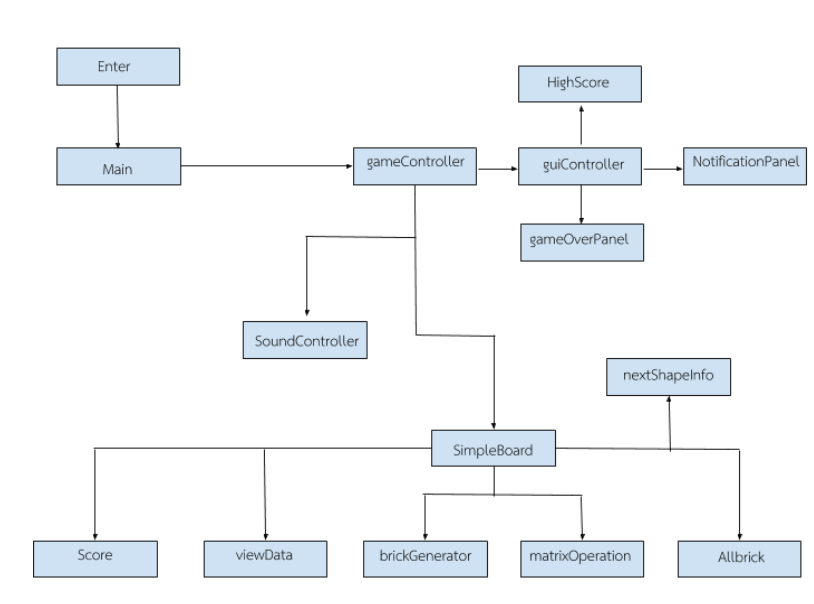 Enter
HighScore
Main
gameController
guiController
NotificationPanel
gameOverPanel
SoundController
nextShapeInfo
SimpleBoard
Score
viewData
brickGenerator
matrixOperation
Allbrick